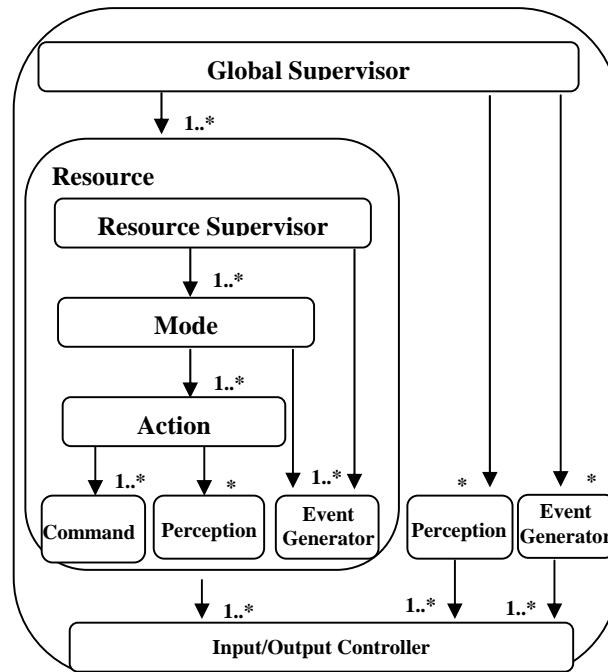 Global Supervisor
1..*
Resource
Resource Supervisor
1..*
Mode
1..*
Action
1..*
*
1..*
*
*
Command
Perception
Event
Generator
Perception
Event
Generator
1..*
1..*
1..*
Input/Output Controller